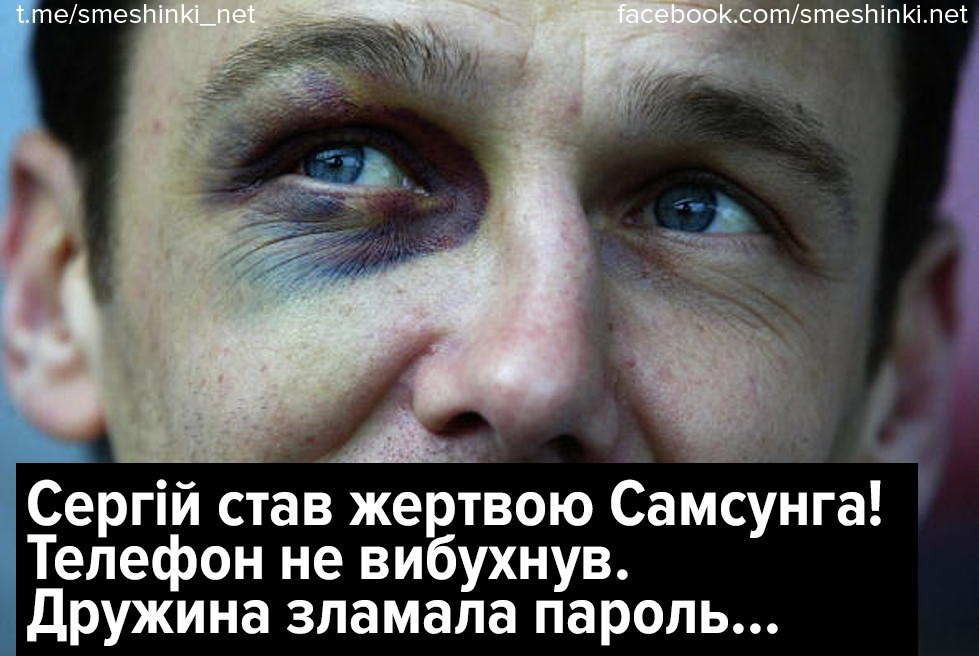 t.me/smeshinki_net
facebook.com/smeshinki.net
Сергій став жертвою Самсунга!
Телефон не вибухнув.
Дружина зламала пароль...